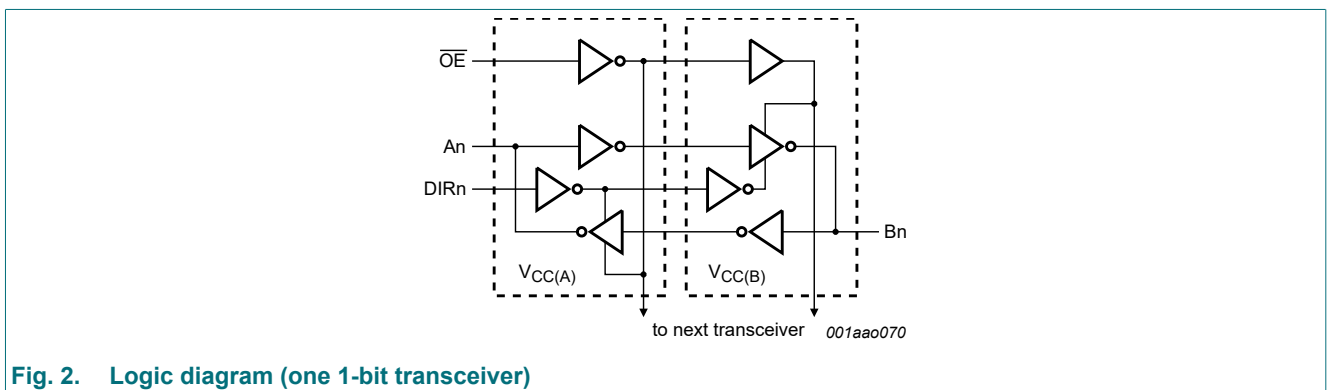 OE
An
DIRn
Bn
VCC(A)
VCC(B)
to next transceiver
001aao070
Fig. 2. Logic diagram (one 1-bit transceiver)